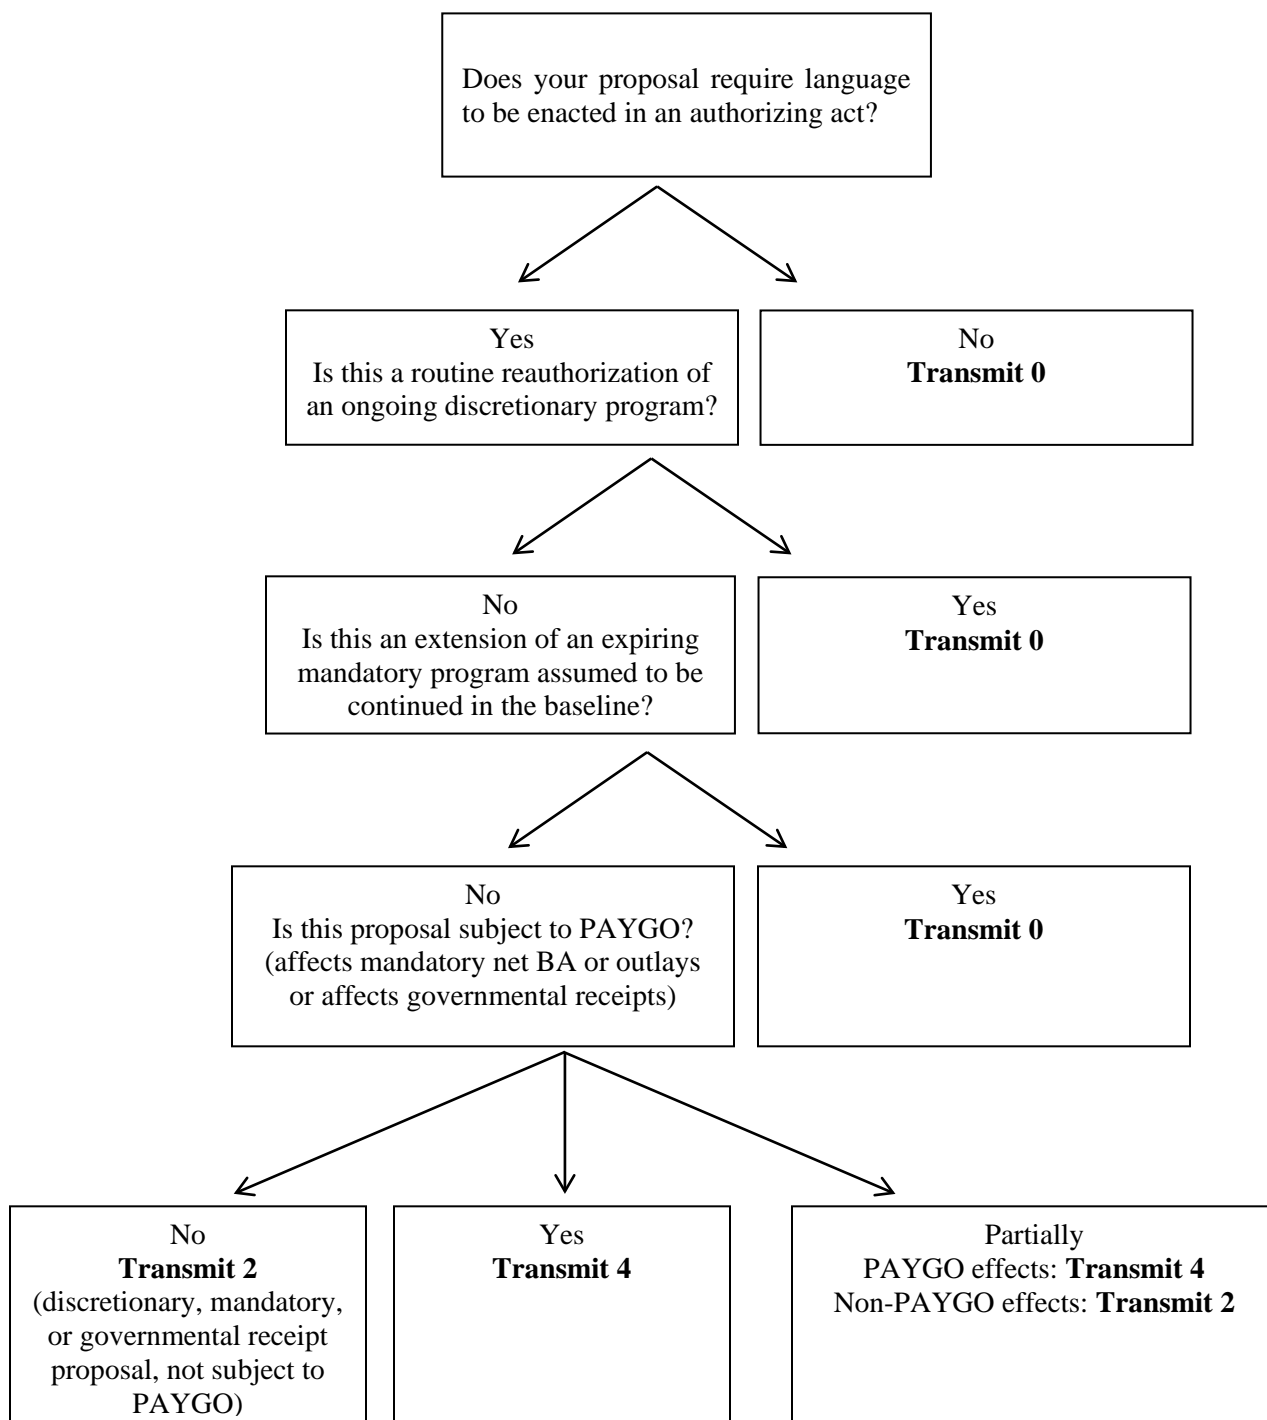 Does your proposal require language
to be enacted in an authorizing act?
Yes
Is this a routine reauthorization of
an ongoing discretionary program?
No
Transmit 0
No
Is this an extension of an expiring
mandatory program assumed to be
continued in the baseline?
Yes
Transmit 0
No
Is this proposal subject to PAYGO?
(affects mandatory net BA or outlays
or affects governmental receipts)
Yes
Transmit 0
No
Transmit 2
(discretionary, mandatory,
or governmental receipt
proposal, not subject to
PAYGO)
Yes
Transmit 4
Partially
PAYGO effects: Transmit 4
Non-PAYGO effects: Transmit 2